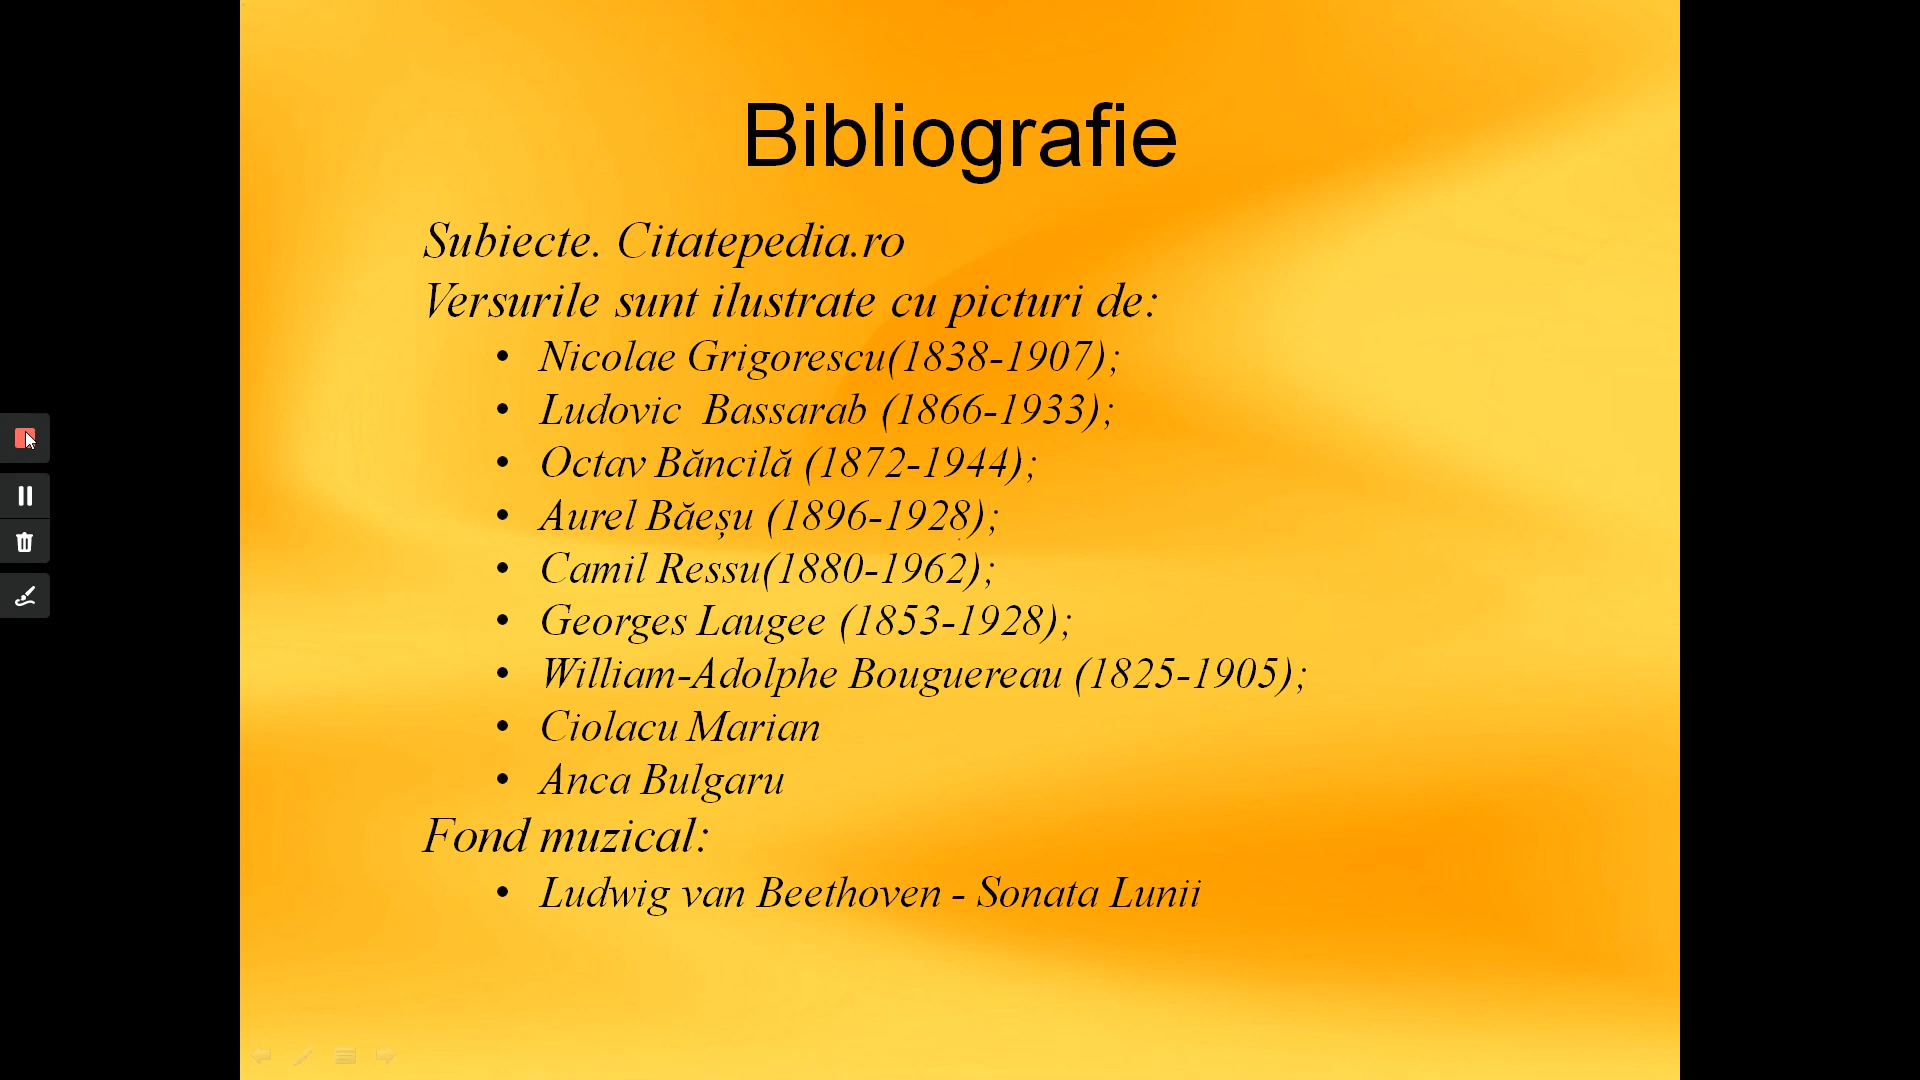 Bibliografie
Subiecte. Citatepedia.ro
Versurile sunt ilustrate cu picturi de:
• Nicolae Grigorescu(1838-1907);
• Ludovic  Bassarab (1866-1933);
• Octav Băncilă (1872-1944);
• Aurel Băeșu (1896-1928);
• Camil Ressu(1880-1962);
• Georges Laugee (1853-1928);
• William-Adolphe Bouguereau (1825-1905);
• Ciolacu Marian
• Anca Bulgaru
Fond muzical:
• Ludwig van Beethoven - Sonata Lunii